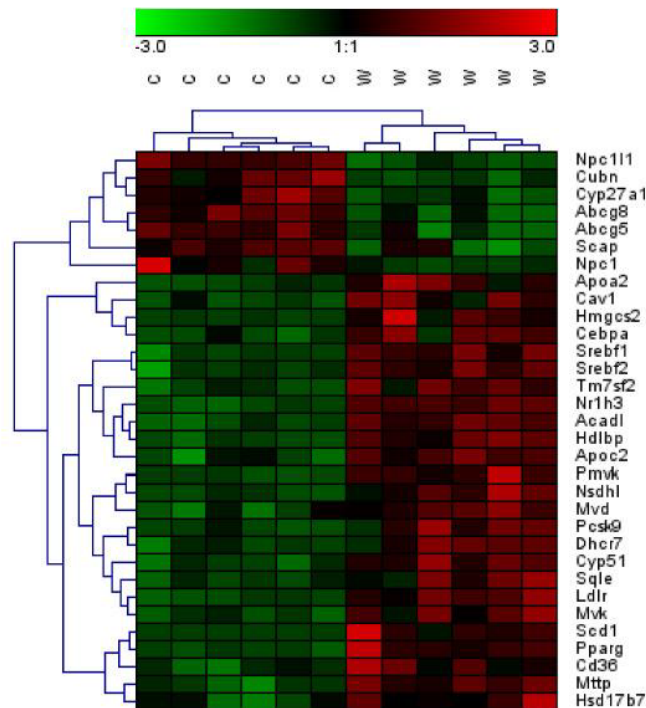 -3.0 1:1 3.0
C C C C C C W W W W W W
Npc1l1
Cubn
Cyp27a1
Abcg8
Abcg5
Scap
Npc1
Apoa2
Cav1
Hmgcs2
Cebpa
Srebf1
Srebf2
Tm7sf2
Nr1h3
Acadl
Hdlbp
Apoc2
Pmvk
Nsdhl
Mvd
Pcsk9
Dhcr7
Cyp51
Sqle
Ldlr
Mvk
Scd1
Pparg
Cd36
Mttp
Hsd17b7